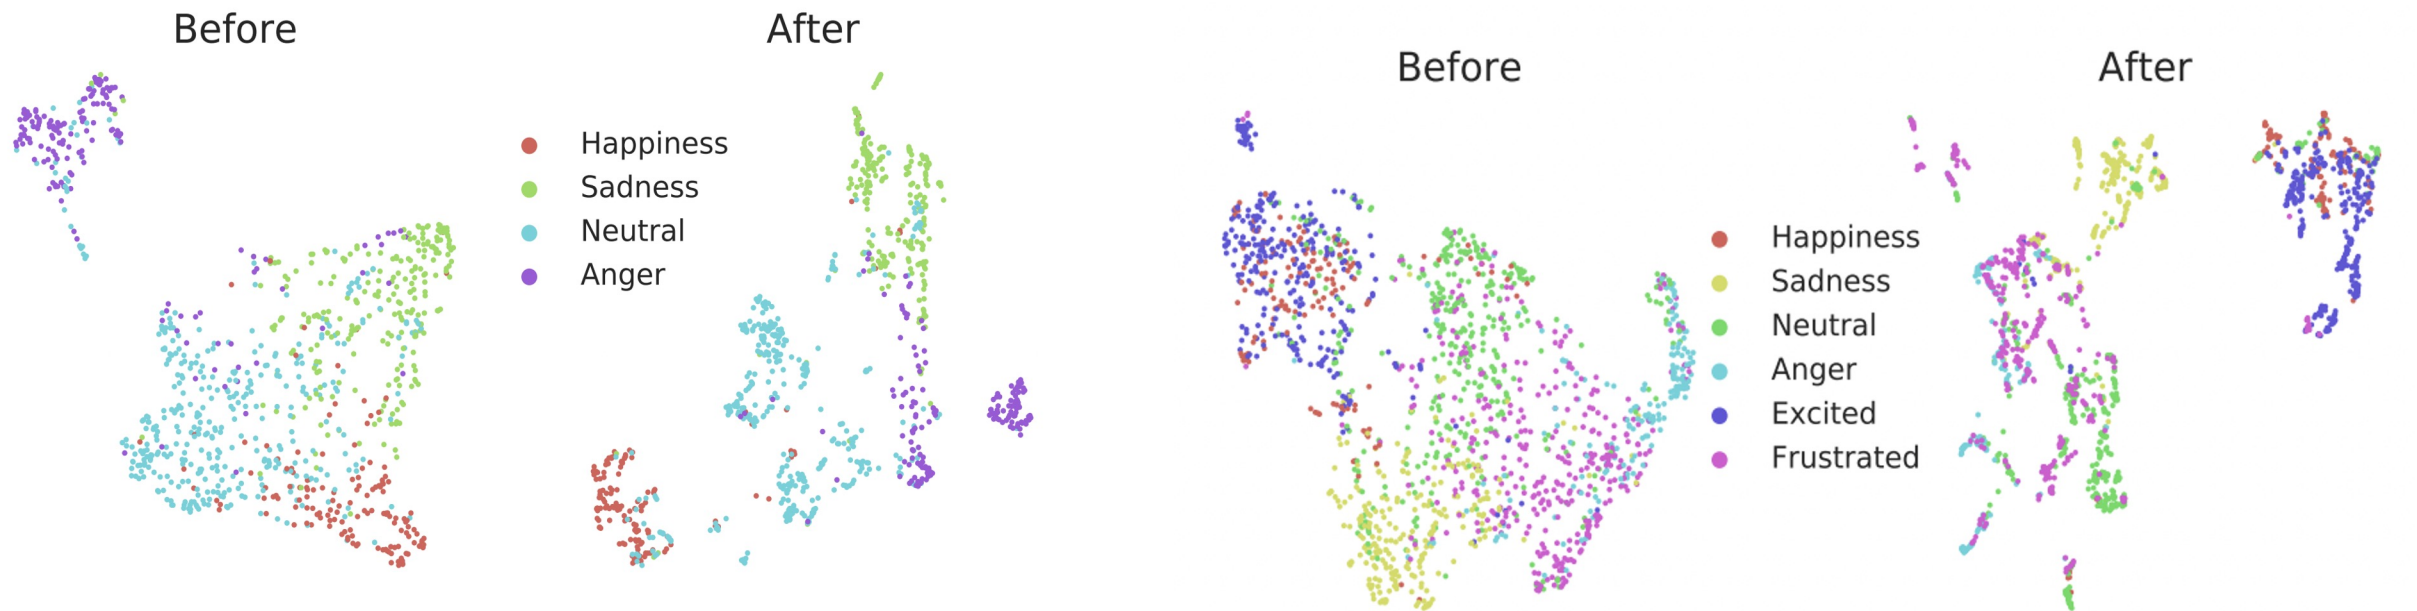 Before
After
Happiness
Sadness
Neutral
Anger
Before
After
Happiness
Sadness
Neutral
Anger
Excited
Frustrated